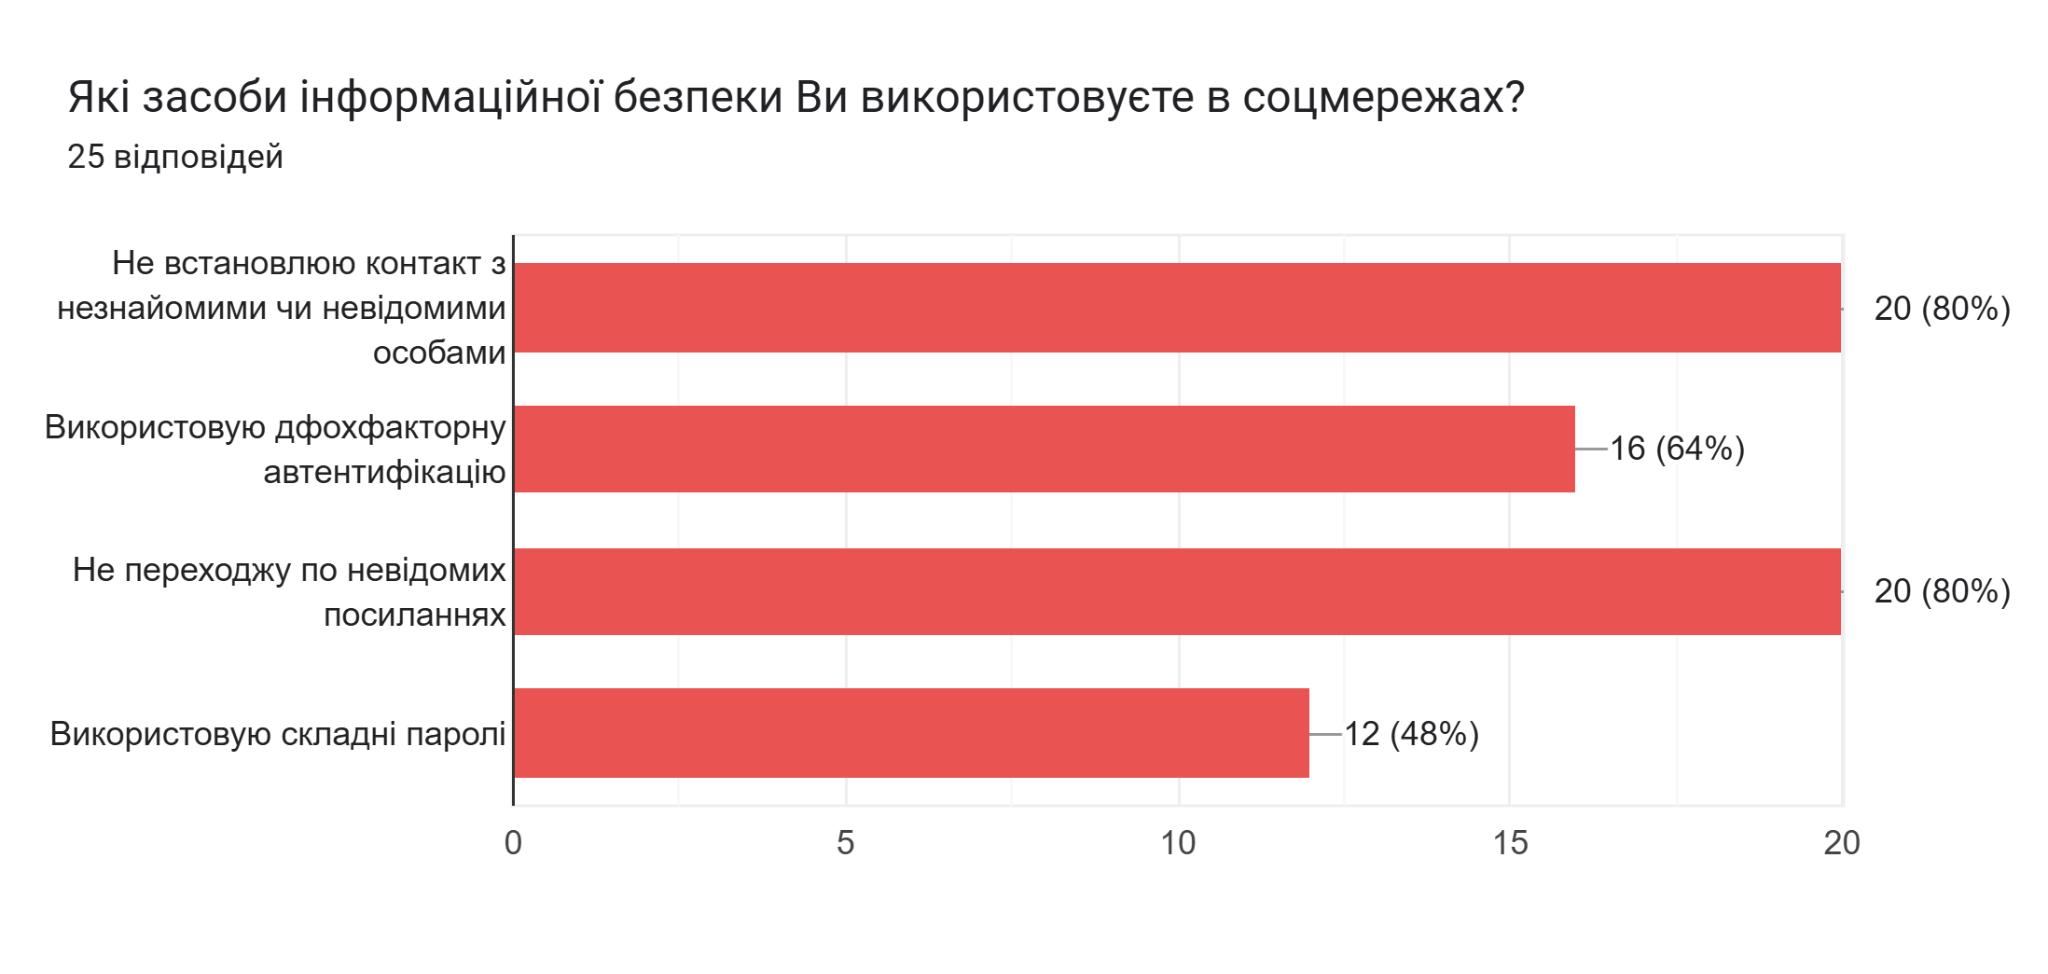 Які засоби інформаційної безпеки Ви використовуєте в соцмережах?
25 відповідей
Не встановлюю контакт з
незнайомими чи невідомими
особами
20 (80%)
Використовую дфохфакторну
автентифікацію
16 (64%)
Не переходжу по невідомих
посиланнях
20 (80%)
Використовую складні паролі
12 (48%)
0 5 10 15 20